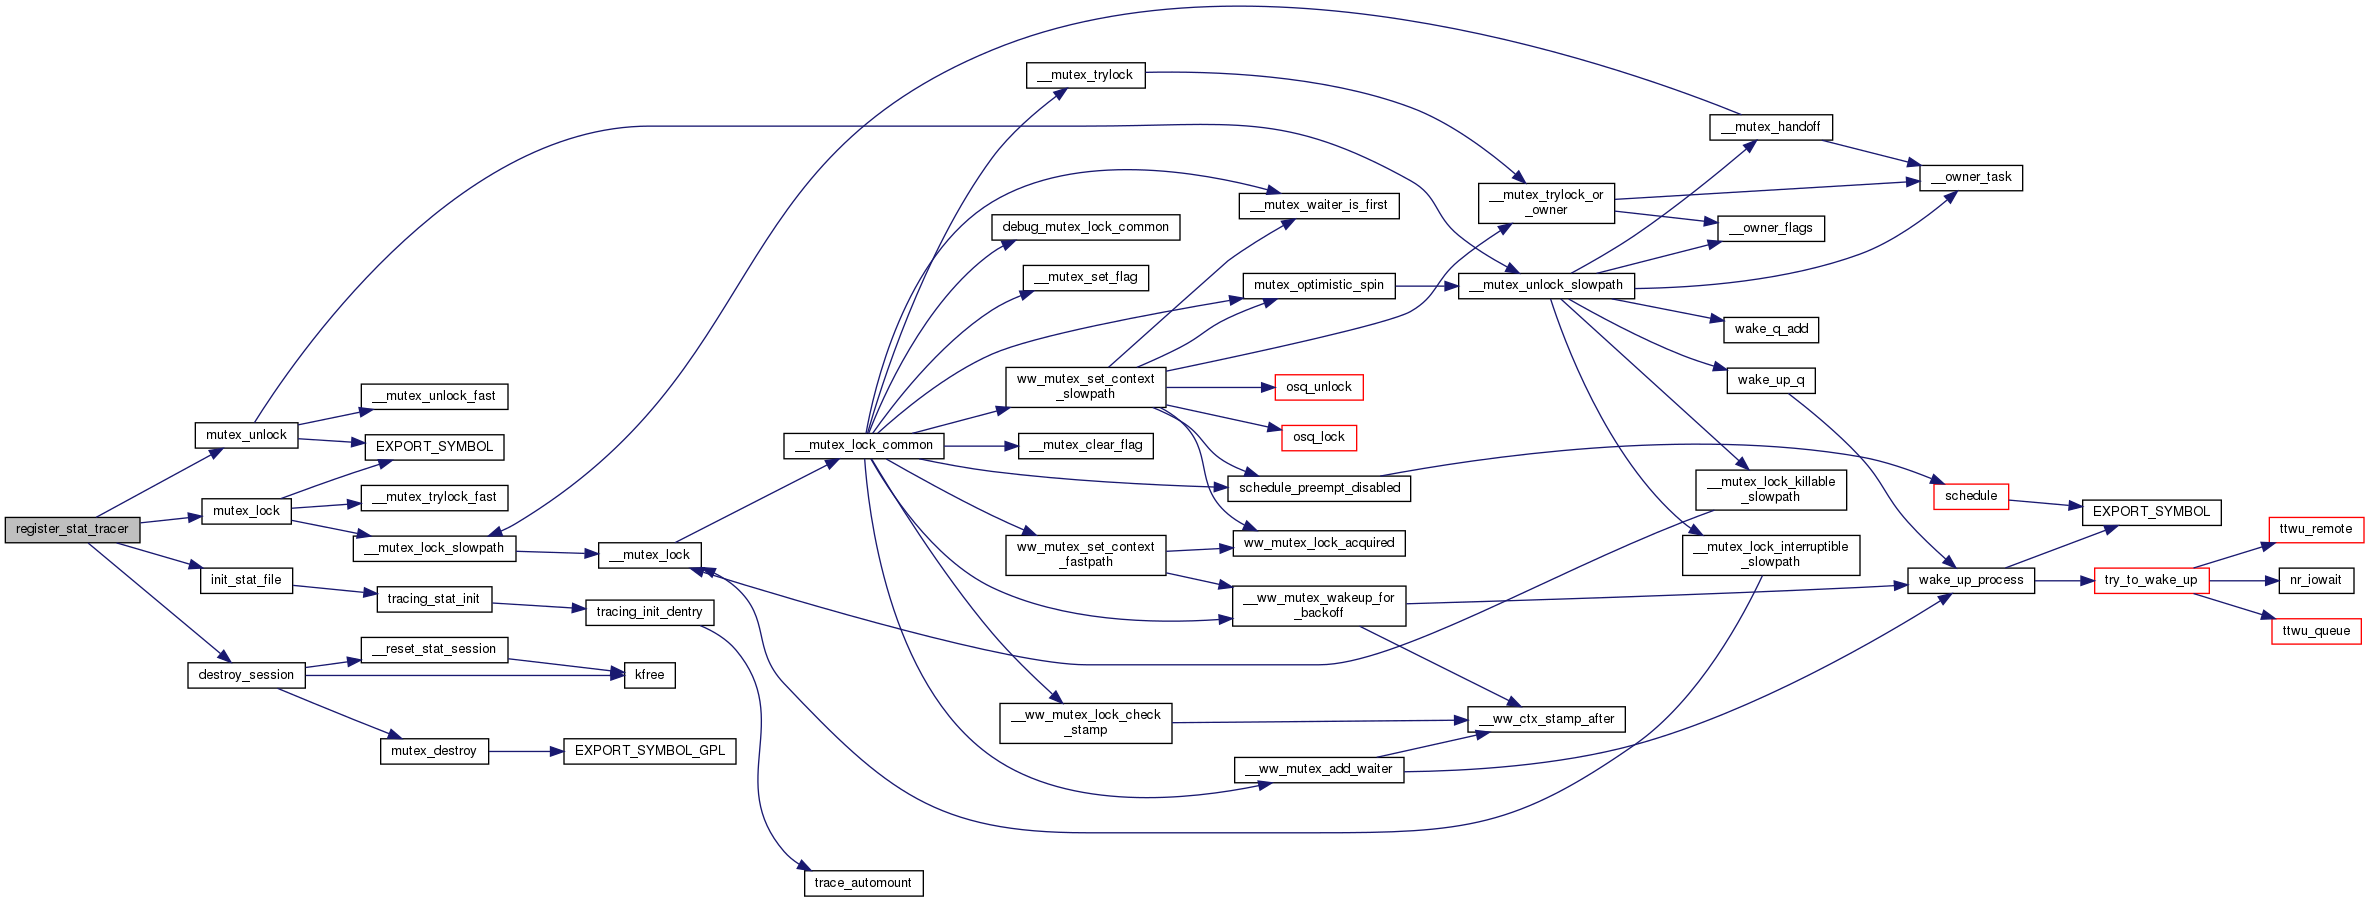 register_stat_tracer
mutex_unlock
mutex_lock
init_stat_file
destroy_session
__mutex_unlock_fast
EXPORT_SYMBOL
__mutex_trylock_fast
__mutex_lock_slowpath
tracing_stat_init
__reset_stat_session
mutex_destroy
__mutex_lock
tracing_init_dentry
kfree
EXPORT_SYMBOL_GPL
__mutex_lock_common
trace_automount
__mutex_trylock
debug_mutex_lock_common
__mutex_set_flag
ww_mutex_set_context
_slowpath
__mutex_clear_flag
ww_mutex_set_context
_fastpath
__ww_mutex_lock_check
_stamp
__mutex_waiter_is_first
mutex_optimistic_spin
osq_unlock
osq_lock
schedule_preempt_disabled
ww_mutex_lock_acquired
__ww_mutex_wakeup_for
_backoff
__ww_mutex_add_waiter
__mutex_trylock_or
_owner
__mutex_unlock_slowpath
__ww_ctx_stamp_after
__mutex_handoff
__owner_flags
wake_q_add
wake_up_q
__mutex_lock_killable
_slowpath
__mutex_lock_interruptible
_slowpath
__owner_task
schedule
wake_up_process
EXPORT_SYMBOL
try_to_wake_up
ttwu_remote
nr_iowait
ttwu_queue